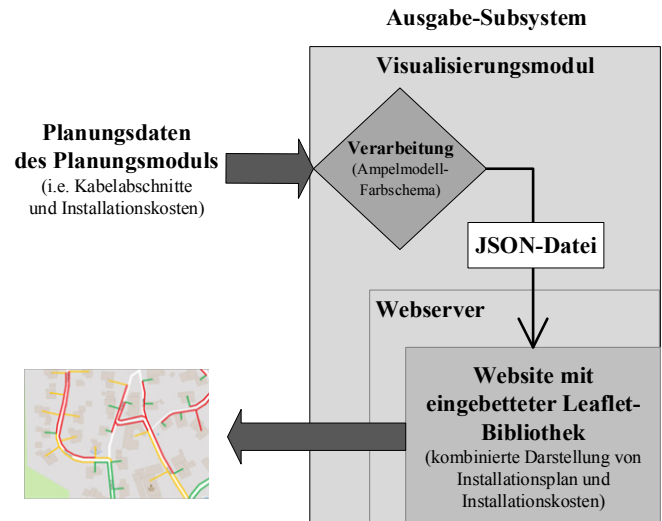 Ausgabe-Subsystem
Visualisierungsmodul
Planungsdaten
des Planungsmoduls
(i.e. Kabelabschnitte
und Installationskosten)
Verarbeitung
(Ampelmodell-
Farbschema)
JSON-Datei
Webserver
Website mit
eingebetteter Leaflet-
Bibliothek
(kombinierte Darstellung von
Installationsplan und
Installationskosten)